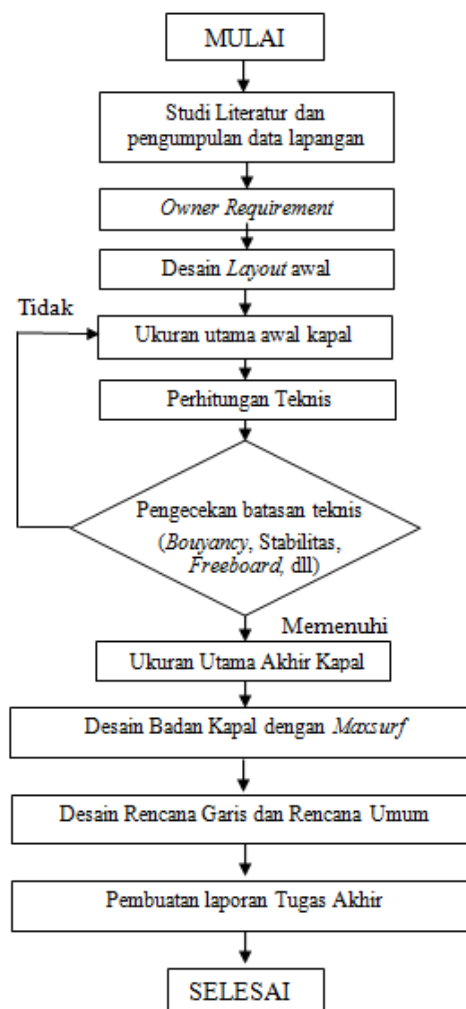 MULAI
Studi Literatur dan
pengumpulan data lapangan
Owner Requirement
Desain Layout awal
Tidak
Ukuran utama awal kapal
Perhitungan Teknis
Pengecekan batasan teknis
(Bouyancy, Stabilitas,
Freeboard, dll)
Memenuhi
Ukuran Utama Akhir Kapal
Desain Badan Kapal dengan Maxsurf
Desain Rencana Garis dan Rencana Umum
Pembuatan laporan Tugas Akhir
SELESAI